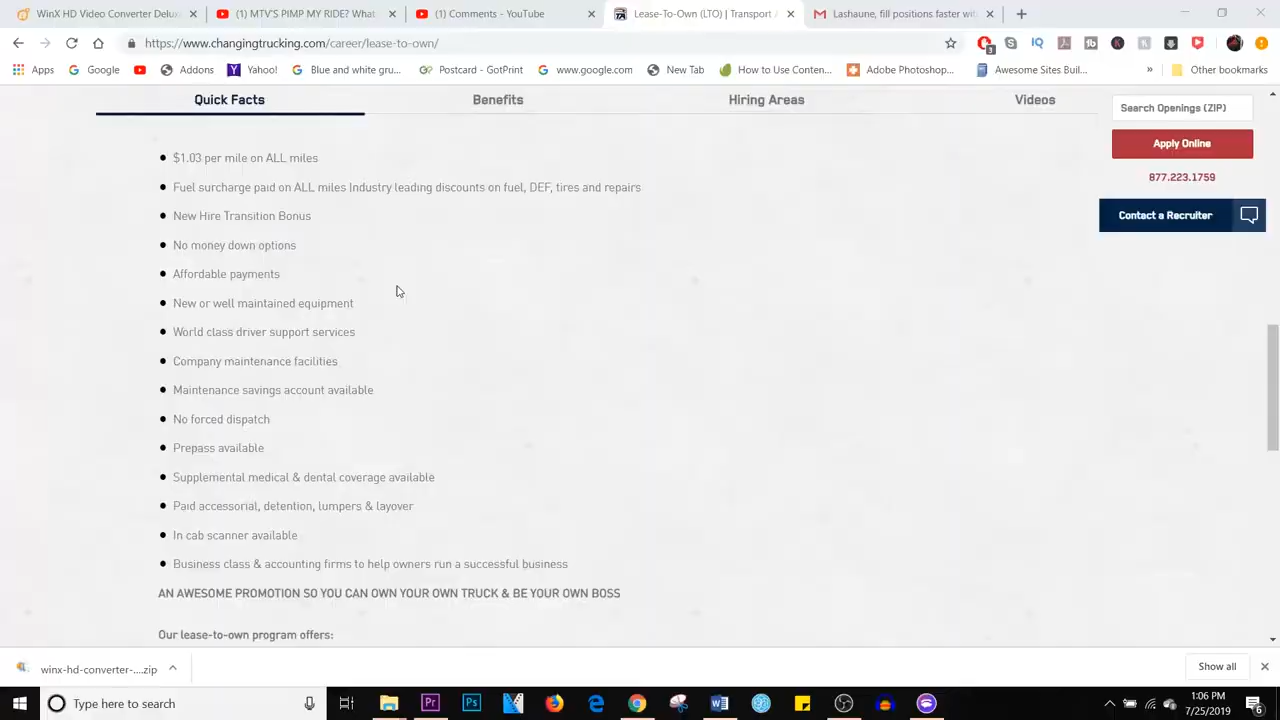 WinX HD Video Converter Delux
(1) MTV'S PIMP MY RIDE? What
(1) Comments - YouTube
Lease-To-Own (LTO) | Transport A
Lashaune, fill positions faster with
https://www.changingtrucking.com/career/lease-to-own/
3
Apps
Google
Addons
Yahoo!
Blue and white gru...
Postcard - GotPrint
www.google.com
New Tab
How to Use Conten...
Adobe Photoshop...
Awesome Sites Buil...
»
Other bookmarks
Quick Facts
Benefits
Hiring Areas
Videos
Search Openings (ZIP)
Apply Online
877.223.1759
Contact a Recruiter
• $1.03 per mile on ALL miles
• Fuel surcharge paid on ALL miles Industry leading discounts on fuel, DEF, tires and repairs
• New Hire Transition Bonus
• No money down options
• Affordable payments
• New or well maintained equipment
• World class driver support services
• Company maintenance facilities
• Maintenance savings account available
• No forced dispatch
• Prepass available
• Supplemental medical & dental coverage available
• Paid accessorial, detention, lumpers & layover
• In cab scanner available
• Business class & accounting firms to help owners run a successful business
AN AWESOME PROMOTION SO YOU CAN OWN YOUR OWN TRUCK & BE YOUR OWN BOSS
Our lease-to-own program offers:
winx-hd-converter-....zip
Show all
Type here to search
1:06 PM
7/25/2019
6